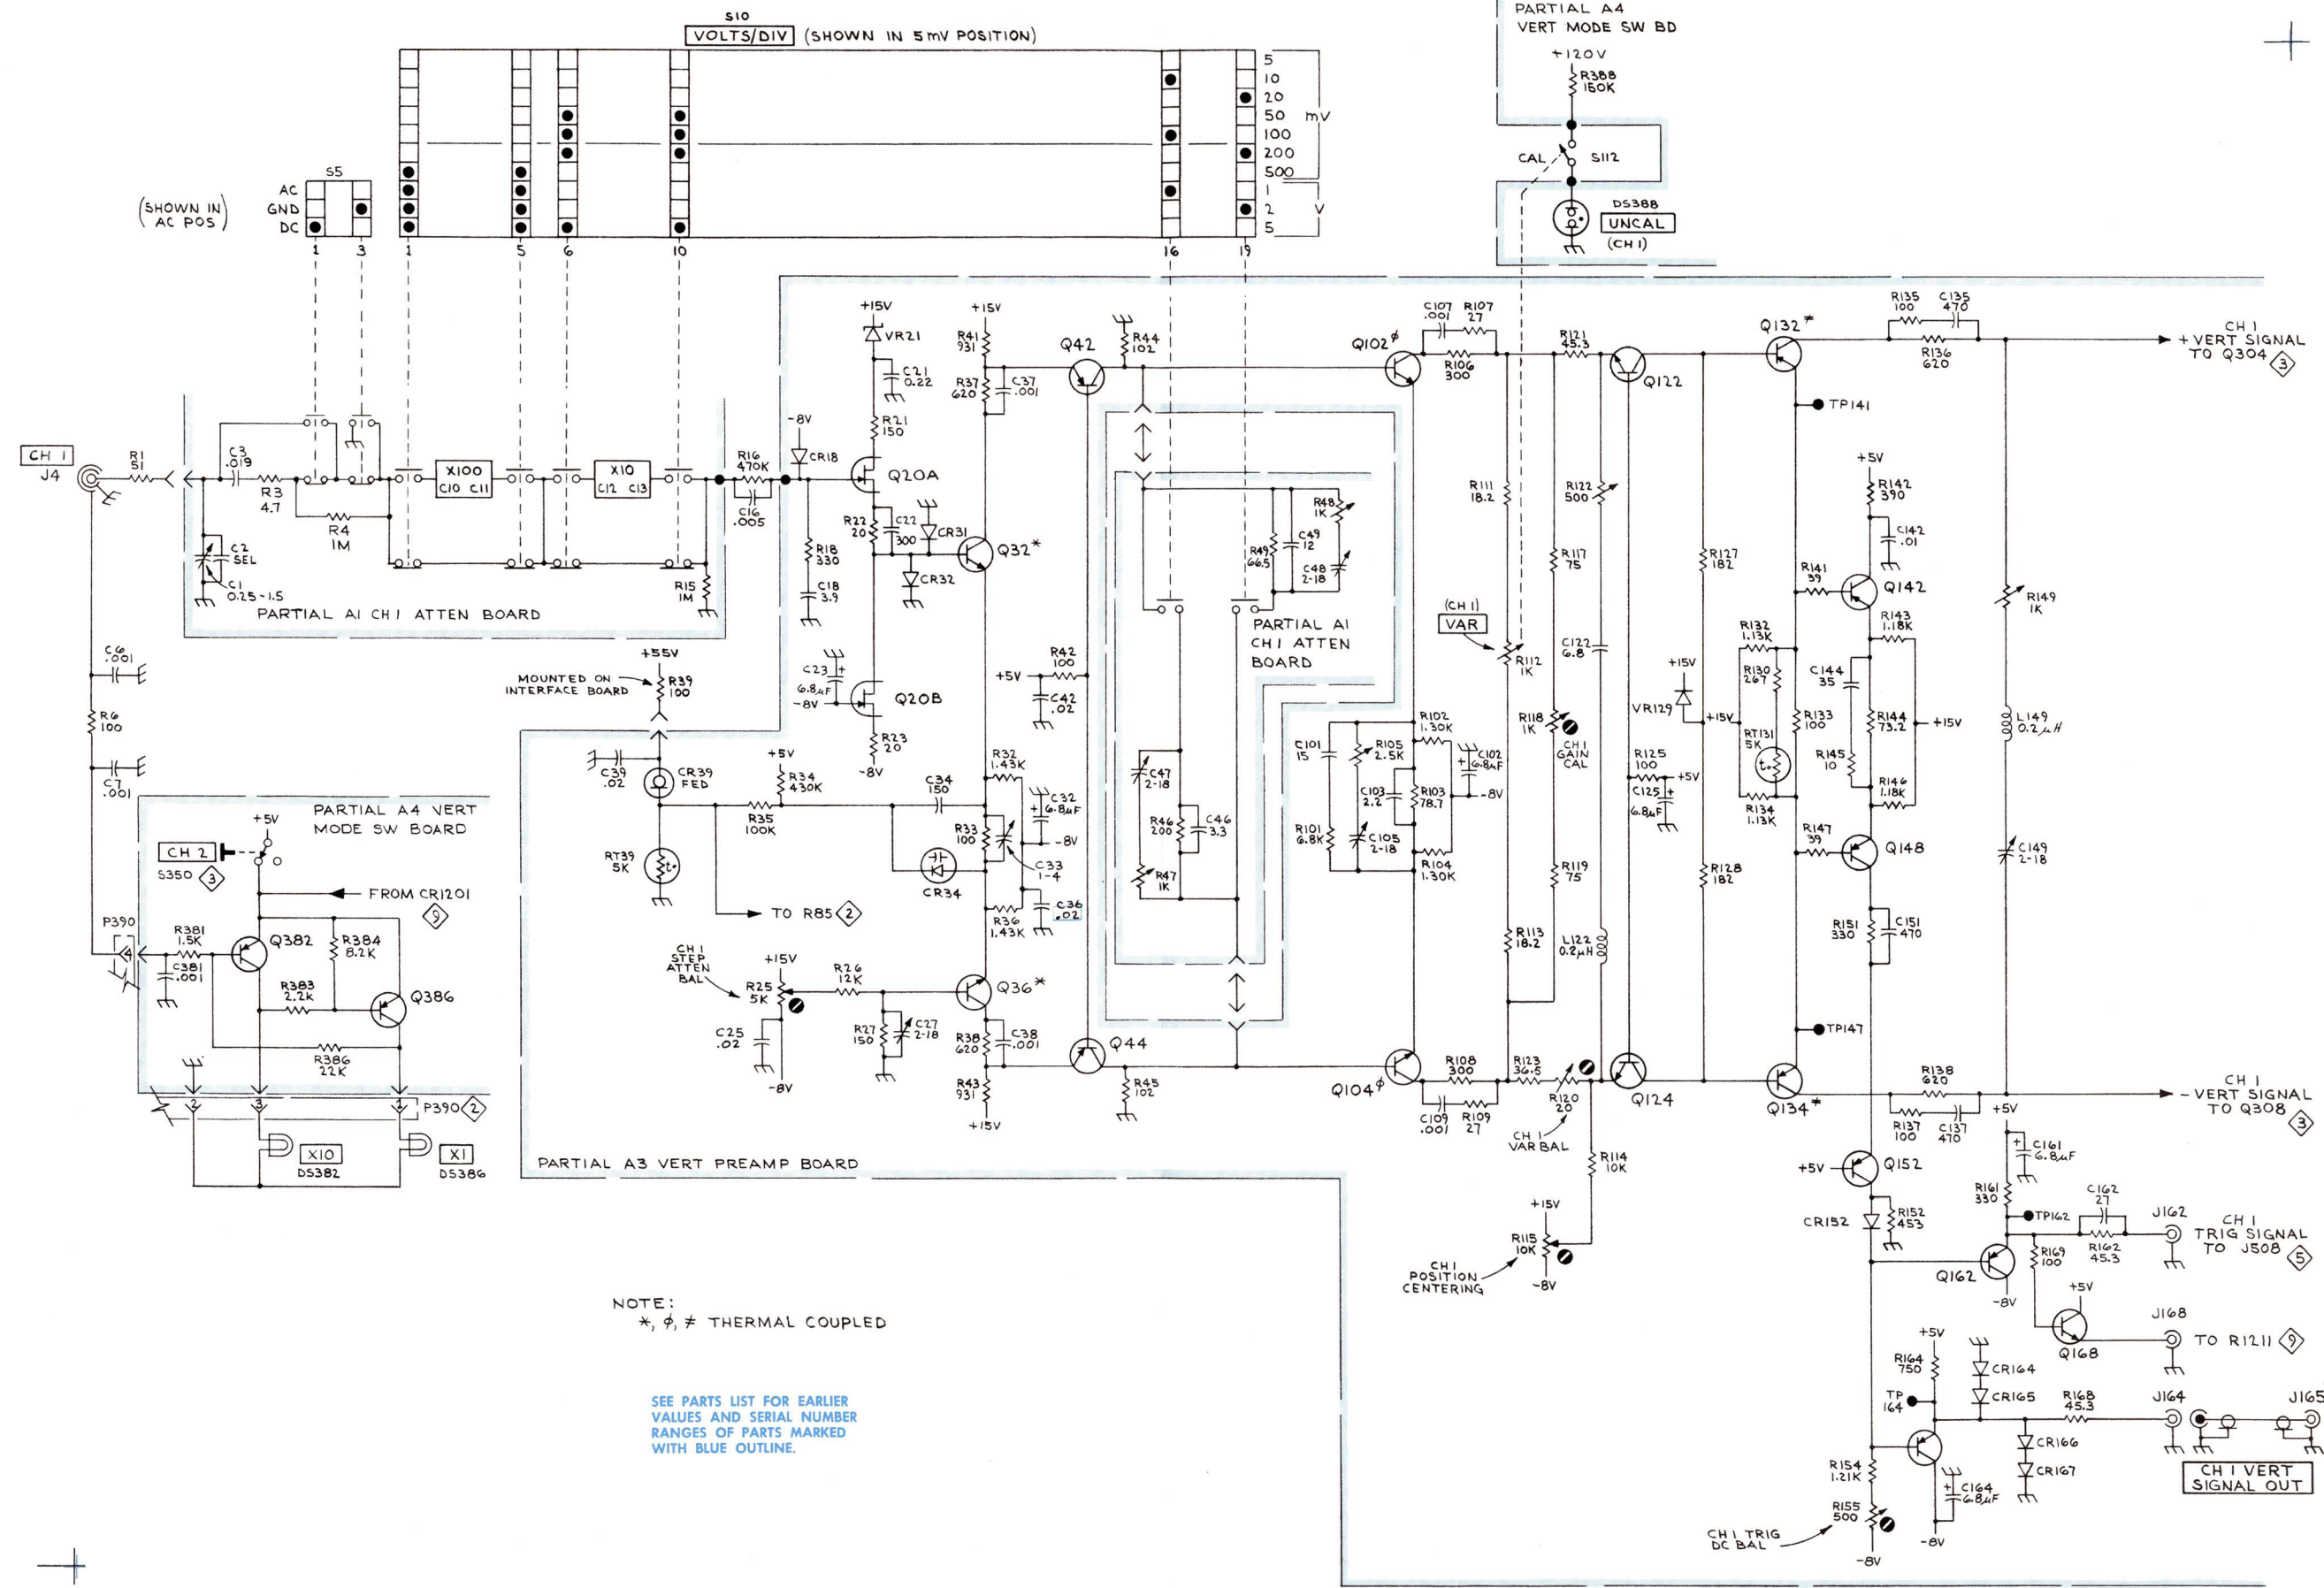 S10
VOLTS/DIV (SHOWN IN 5mV POSITION)
5
10
20
50
100
200
500
mV
1
2
5
V
PARTIAL A4
VERT MODE SW BD
+120V
R388
150K
CAL
S112
DS388
UNCAL
(CH 1)
S5
AC
GND
DC
(SHOWN IN
AC POS)
1
3
1
5
6
10
16
19
CH 1
J4
R1
51
C3
.019
R3
4.7
R4
1M
C2
SEL
C1
0.25-1.5
X100
C10 C11
X10
C12 C13
R15
1M
PARTIAL A1 CH 1 ATTEN BOARD
R16
470K
C16
.005
-8V
CR18
R18
330
C18
3.9
+15V
VR21
C21
0.22
R21
150
Q20A
R22
20
C22
300
CR31
CR32
C23
+
6.8µF
-8V
Q20B
R23
20
-8V
+15V
R41
931
R37
620
C37
.001
Q32*
Q42
R44
102
R42
100
+5V
C42
.02
C6
.001
R6
100
C7
.001
+55V
MOUNTED ON
INTERFACE BOARD
R39
100
C39
.02
CR39
FED
RT39
5K
TO R85 2
+5V
R34
430K
R35
100K
C34
150
CR34
R32
1.43K
C32
+
6.8µF
R33
100
-8V
C33
1-4
R36
1.43K
C36
.02
CH 1
STEP
ATTEN
BAL
+15V
R25
5K
C25
.02
-8V
R26
12K
R27
150
C27
2-18
Q36*
R38
620
C38
.001
R43
931
+15V
Q44
R45
102
PARTIAL A3 VERT PREAMP BOARD
PARTIAL A4 VERT
MODE SW BOARD
+5V
CH 2
S350 3
FROM CR1201
9
P390
4
R381
1.5K
C381
.001
Q382
R384
8.2K
R383
2.2K
Q386
R386
22K
2
3
1
P390 2
X10
DS382
X1
DS386
R48
1K
R49
66.5
C49
12
C48
2-18
PARTIAL A1
CH 1 ATTEN
BOARD
C47
2-18
R46
200
C46
3.3
R47
1K
Q102ϕ
C107
.001
R107
27
R106
300
R121
45.3
Q122
R111
18.2
R122
500
R117
75
(CH 1)
VAR
R112
1K
C122
6.8
R118
1K
CH 1
GAIN
CAL
R102
1.30K
C101
15
R105
2.5K
C102
+
6.8µF
C103
2.2
R103
78.7
-8V
R101
6.8K
C105
2-18
R104
1.30K
R119
75
R113
18.2
L122
0.2µH
Q104ϕ
R108
300
C109
.001
R109
27
R123
36.5
R120
20
CH 1
VAR BAL
Q124
R114
10K
+15V
R115
10K
-8V
CH 1
POSITION
CENTERING
Q132*
R135
100
C135
470
R136
620
CH 1
+ VERT SIGNAL
TO Q304 3
TP141
R127
182
+15V
VR129
+15V
R125
100
+5V
C125
+
6.8µF
R128
182
R132
1.13K
R130
267
R133
100
RT131
5K
R134
1.13K
+5V
R142
390
C142
.01
R141
39
Q142
R143
1.18K
C144
35
R144
73.2
+15V
R145
10
R146
1.18K
R147
39
Q148
R149
1K
L149
0.2µH
C149
2-18
R151
330
C151
470
TP147
Q134*
R138
620
R137
100
C137
470
+5V
CH 1
- VERT SIGNAL
TO Q308
3
+5V
Q152
CR152
R152
453
C161
+
6.8µF
R161
330
TP162
C162
27
R162
45.3
J162
CH 1
TRIG SIGNAL
TO J508
5
Q162
-8V
R169
100
+5V
Q168
J168
TO R1211 9
+5V
R164
750
CR164
CR165
TP
164
R168
45.3
J164
J165
CR166
CR167
C164
+
6.8µF
-8V
CH 1 VERT
SIGNAL OUT
R154
1.21K
R155
500
CH 1 TRIG
DC BAL
-8V
NOTE:
*, ϕ, ≠ THERMAL COUPLED
SEE PARTS LIST FOR EARLIER
VALUES AND SERIAL NUMBER
RANGES OF PARTS MARKED
WITH BLUE OUTLINE.